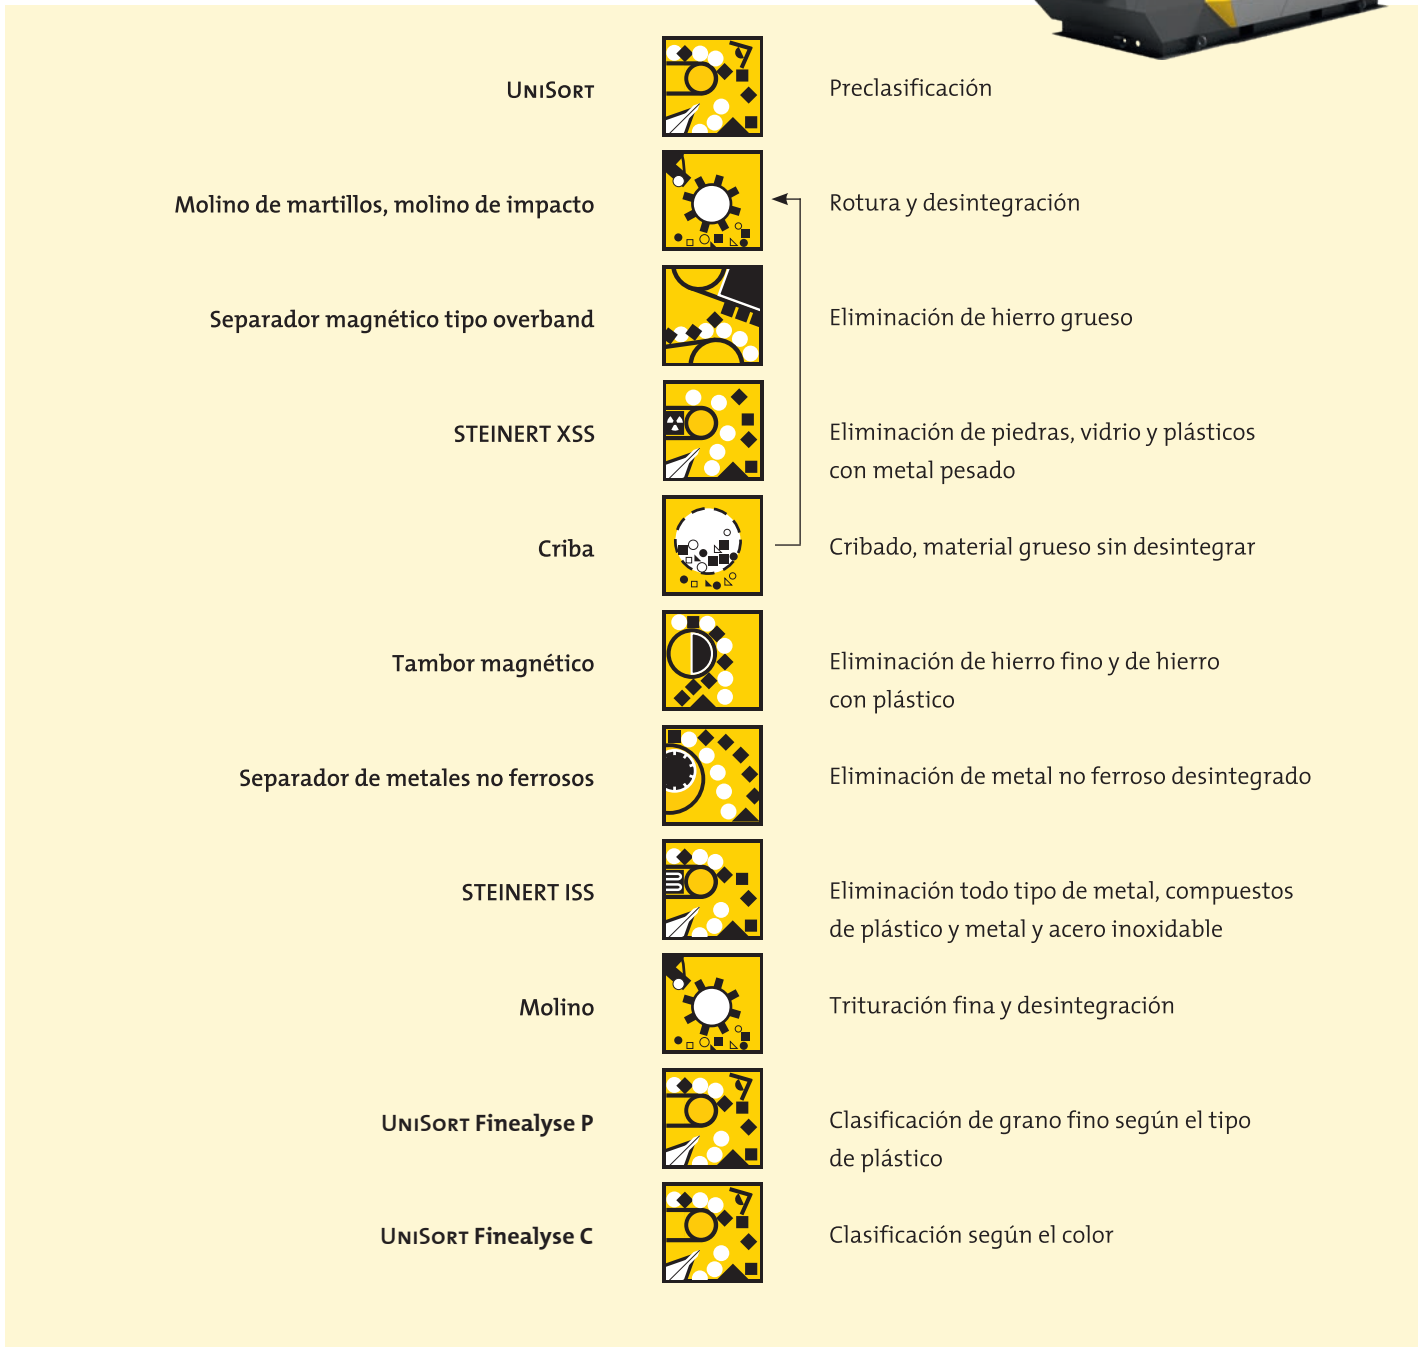 UniSort
Preclasificación
Molino de martillos, molino de impacto
Rotura y desintegración
Separador magnético tipo overband
Eliminación de hierro grueso
STEINERT XSS
Eliminación de piedras, vidrio y plásticos
con metal pesado
Criba
Cribado, material grueso sin desintegrar
Tambor magnético
Eliminación de hierro fino y de hierro
con plástico
Separador de metales no ferrosos
Eliminación de metal no ferroso desintegrado
STEINERT ISS
Eliminación todo tipo de metal, compuestos
de plástico y metal y acero inoxidable
Molino
Trituración fina y desintegración
UniSort Finealyse P
Clasificación de grano fino según el tipo
de plástico
UniSort Finealyse C
Clasificación según el color